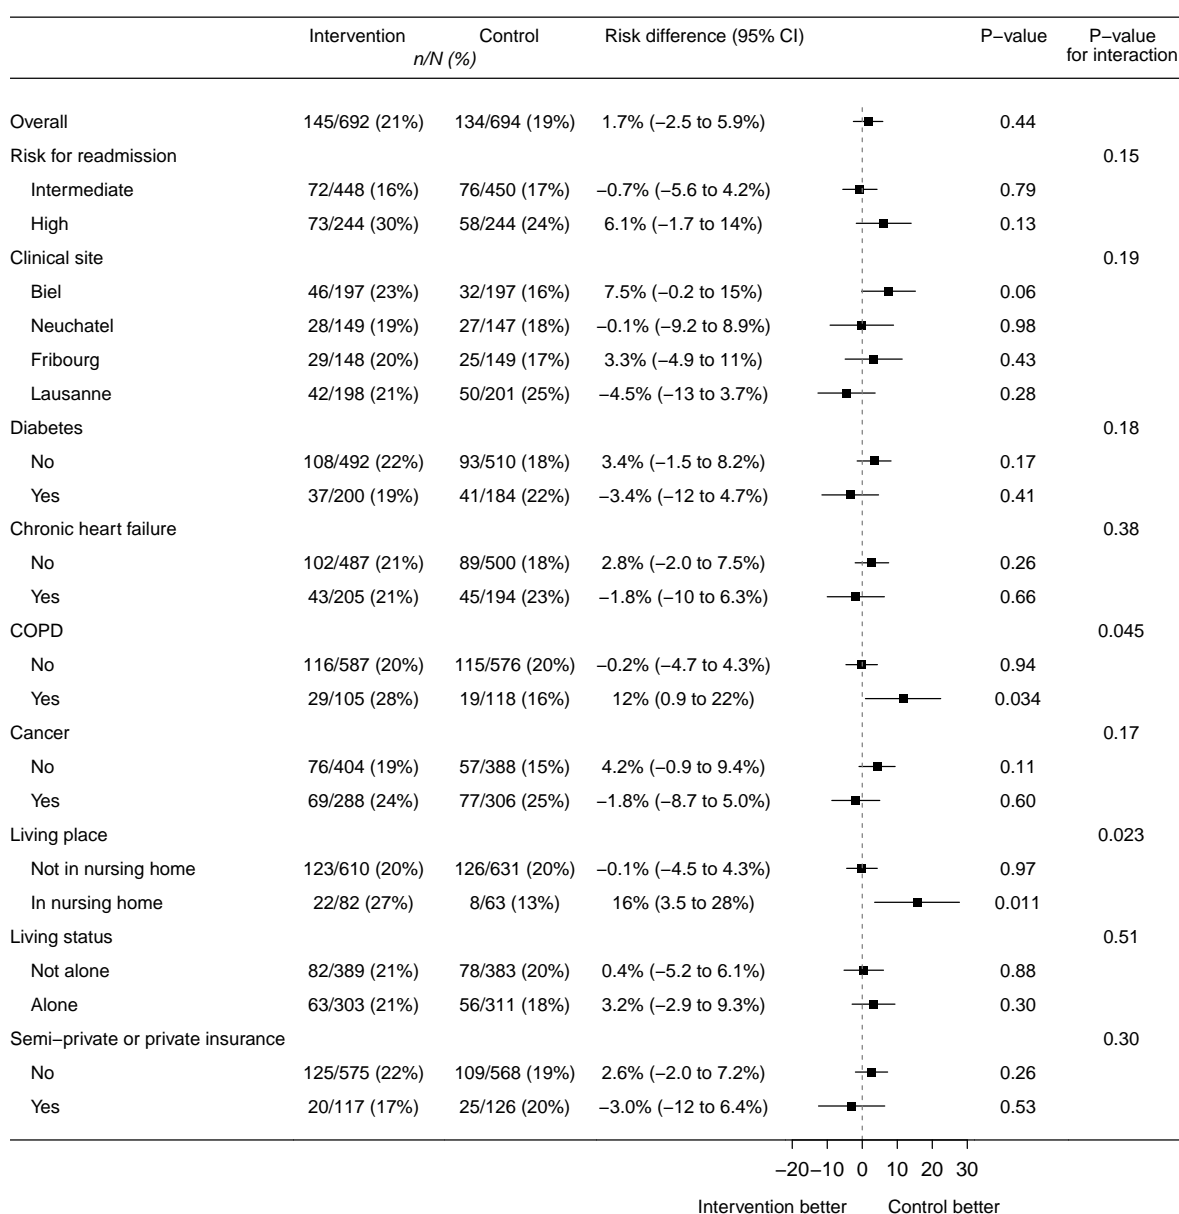 Intervention Control Risk difference (95% CI) P−value P−value
n/N (%) for interaction
Overall 145/692 (21%) 134/694 (19%) 1.7% (−2.5 to 5.9%) 0.44
Risk for readmission 0.15
Intermediate 72/448 (16%) 76/450 (17%) −0.7% (−5.6 to 4.2%) 0.79
High 73/244 (30%) 58/244 (24%) 6.1% (−1.7 to 14%) 0.13
Clinical site 0.19
Biel 46/197 (23%) 32/197 (16%) 7.5% (−0.2 to 15%) 0.06
Neuchatel 28/149 (19%) 27/147 (18%) −0.1% (−9.2 to 8.9%) 0.98
Fribourg 29/148 (20%) 25/149 (17%) 3.3% (−4.9 to 11%) 0.43
Lausanne 42/198 (21%) 50/201 (25%) −4.5% (−13 to 3.7%) 0.28
Diabetes 0.18
No 108/492 (22%) 93/510 (18%) 3.4% (−1.5 to 8.2%) 0.17
Yes 37/200 (19%) 41/184 (22%) −3.4% (−12 to 4.7%) 0.41
Chronic heart failure 0.38
No 102/487 (21%) 89/500 (18%) 2.8% (−2.0 to 7.5%) 0.26
Yes 43/205 (21%) 45/194 (23%) −1.8% (−10 to 6.3%) 0.66
COPD 0.045
No 116/587 (20%) 115/576 (20%) −0.2% (−4.7 to 4.3%) 0.94
Yes 29/105 (28%) 19/118 (16%) 12% (0.9 to 22%) 0.034
Cancer 0.17
No 76/404 (19%) 57/388 (15%) 4.2% (−0.9 to 9.4%) 0.11
Yes 69/288 (24%) 77/306 (25%) −1.8% (−8.7 to 5.0%) 0.60
Living place 0.023
Not in nursing home 123/610 (20%) 126/631 (20%) −0.1% (−4.5 to 4.3%) 0.97
In nursing home 22/82 (27%) 8/63 (13%) 16% (3.5 to 28%) 0.011
Living status 0.51
Not alone 82/389 (21%) 78/383 (20%) 0.4% (−5.2 to 6.1%) 0.88
Alone 63/303 (21%) 56/311 (18%) 3.2% (−2.9 to 9.3%) 0.30
Semi−private or private insurance 0.30
No 125/575 (22%) 109/568 (19%) 2.6% (−2.0 to 7.2%) 0.26
Yes 20/117 (17%) 25/126 (20%) −3.0% (−12 to 6.4%) 0.53
−20 −10 0 10 20 30
Intervention better Control better